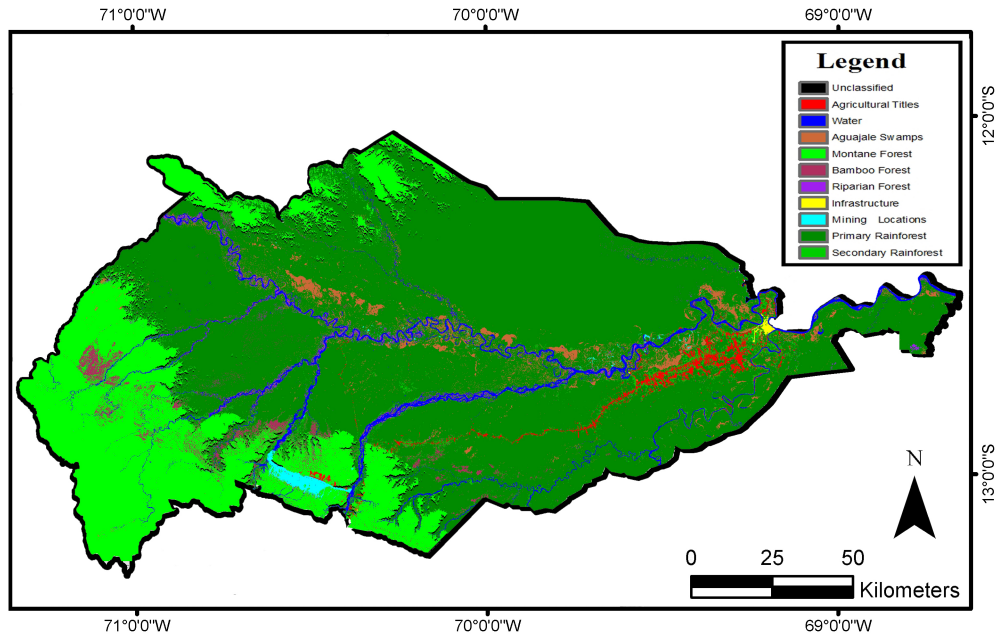 71°0'0"W 70°0'0"W 69°0'0"W
Legend
Unclassified
Agricultural Titles
Water
Aguajale Swamps
Montane Forest
Bamboo Forest
Riparian Forest
Infrastructure
Mining Locations
Primary Rainforest
Secondary Rainforest
12°0'0"S
13°0'0"S
N
0 25 50
Kilometers
71°0'0"W 70°0'0"W 69°0'0"W